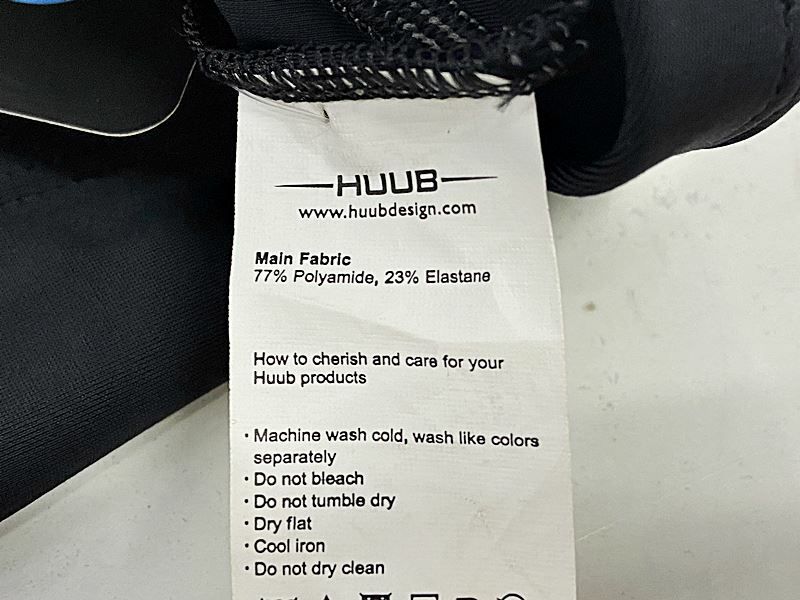 HUUB
www.huubdesign.com
Main Fabric
77% Polyamide, 23% Elastane
How to cherish and care for your
Huub products
· Machine wash cold, wash like colors
separately
· Do not bleach
· Do not tumble dry
· Dry flat
· Cool iron
· Do not dry clean